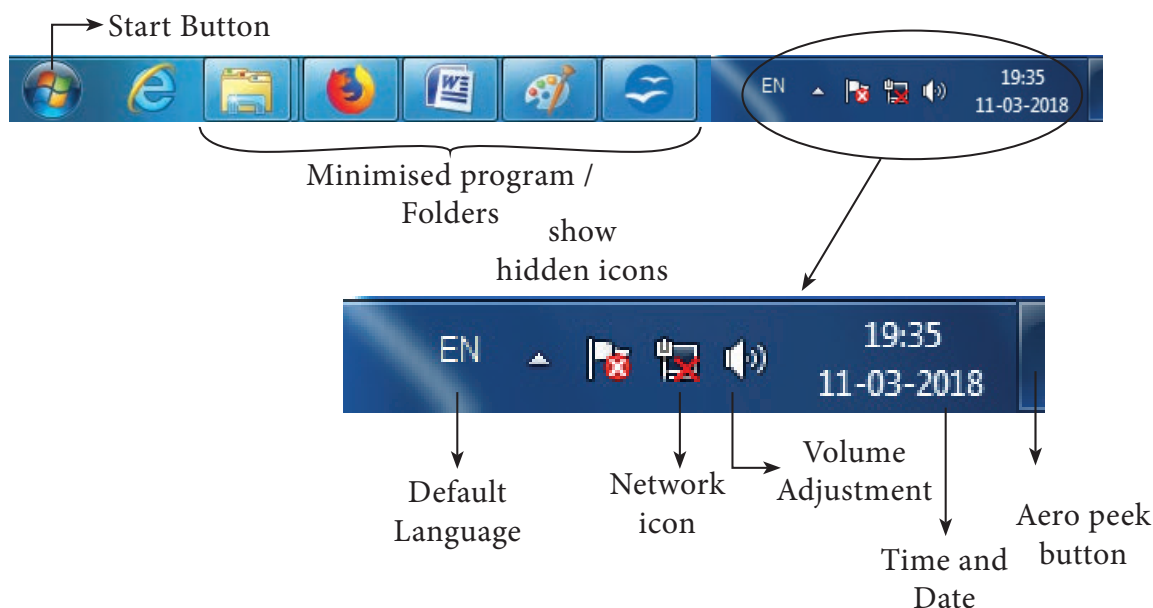 Start Button
EN
19:35
11-03-2018
Minimised program /
Folders
show
hidden icons
EN
19:35
11-03-2018
Default
Language
Network
icon
Volume
Adjustment
Time and
Date
Aero peek
button